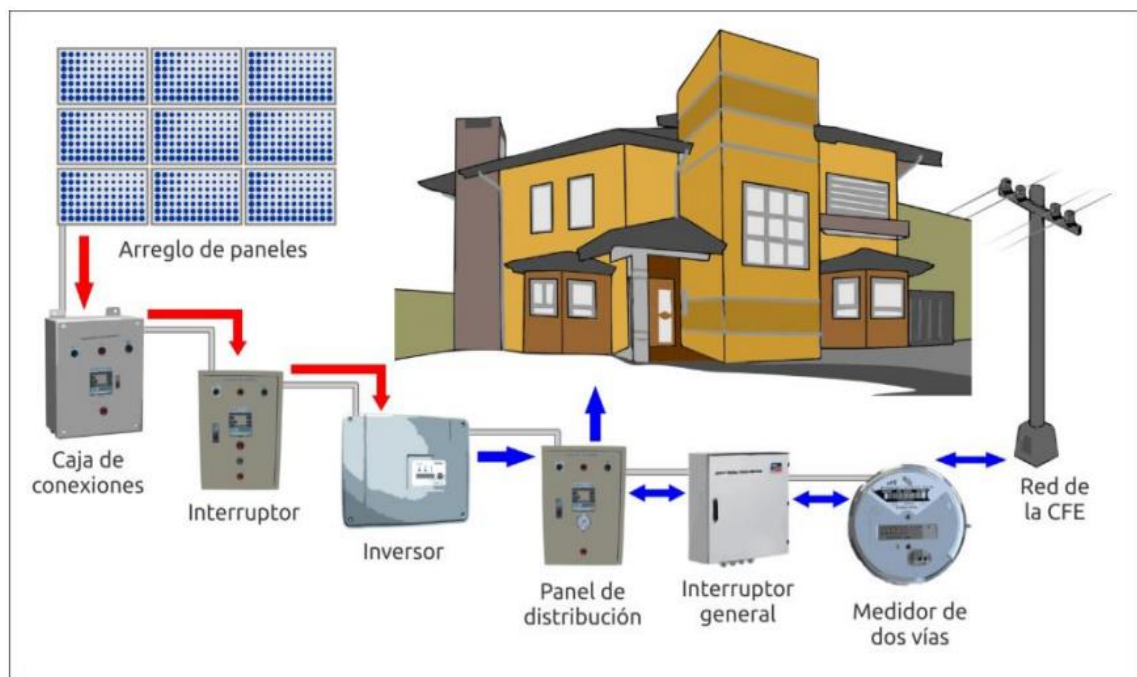 Arreglo de paneles
Caja de
conexiones
Interruptor
Inversor
Panel de
distribución
Interruptor
general
Medidor de
dos vías
Red de
la CFE